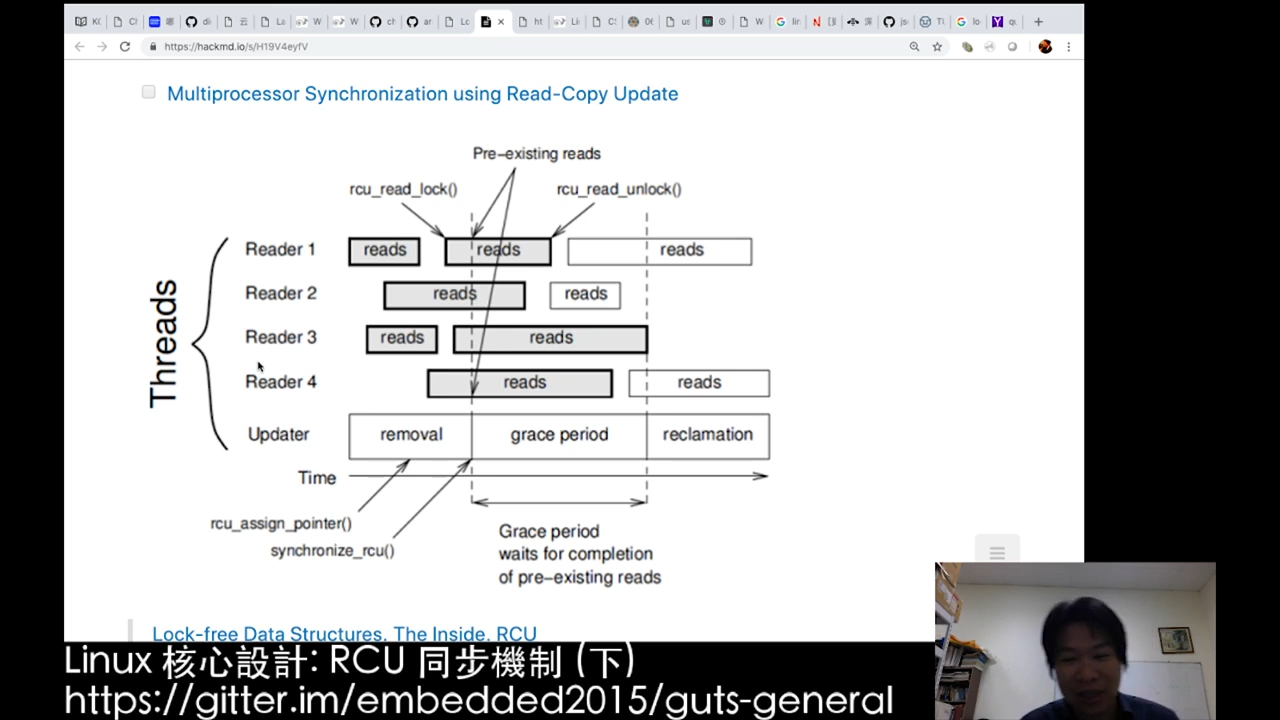 https://hackmd.io/s/H19V4eyfV
Multiprocessor Synchronization using Read-Copy Update
Pre-existing reads
rcu_read_lock()
rcu_read_unlock()
Threads
Reader 1
reads
reads
reads
Reader 2
reads
reads
Reader 3
reads
reads
Reader 4
reads
reads
Updater
removal
grace period
reclamation
Time
rcu_assign_pointer()
synchronize_rcu()
Grace period
waits for completion
of pre-existing reads
Lock-free Data Structures. The Inside. RCU
Linux 核心設計: RCU 同步機制 (下)
https://gitter.im/embedded2015/guts-general